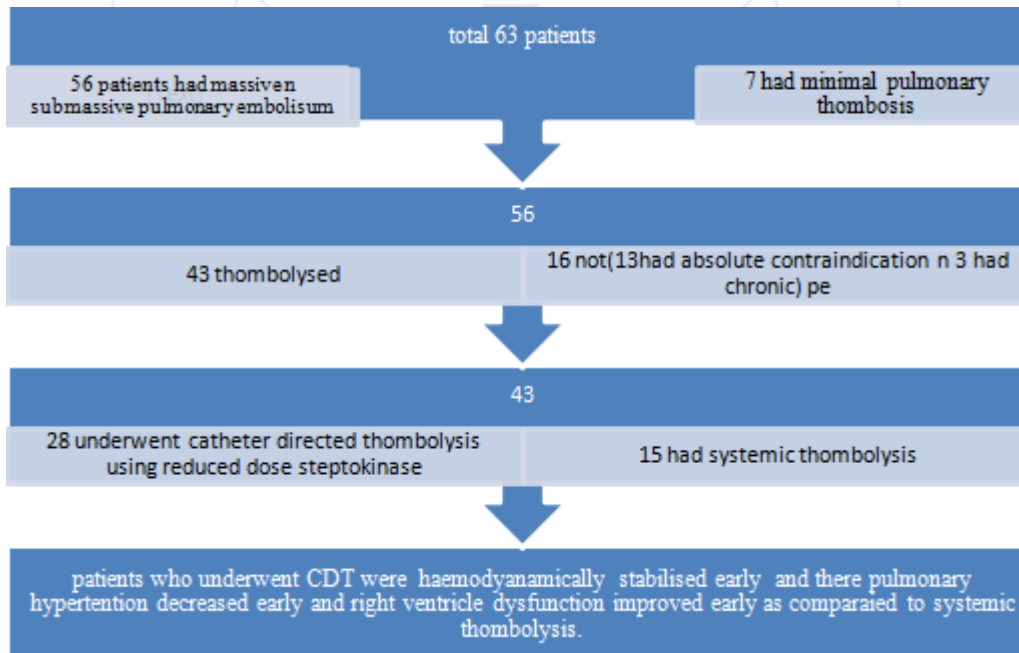 total 63 patients
56 patients had massive n
submassive pulmonary embolisum
7 had minimal pulmonary
thombosis
56
43 thombolysed
16 not(13had absolute contraindication n 3 had
chronic) pe
43
28 underwent catheter directed thombolysis
using reduced dose steptokinase
15 had systemic thombolysis
patients who underwent CDT were haemodyanamically stabilised early and there pulmonary
hypertention decreased early and right ventricle dysfunction improved early as comparaied to systemic
thombolysis.